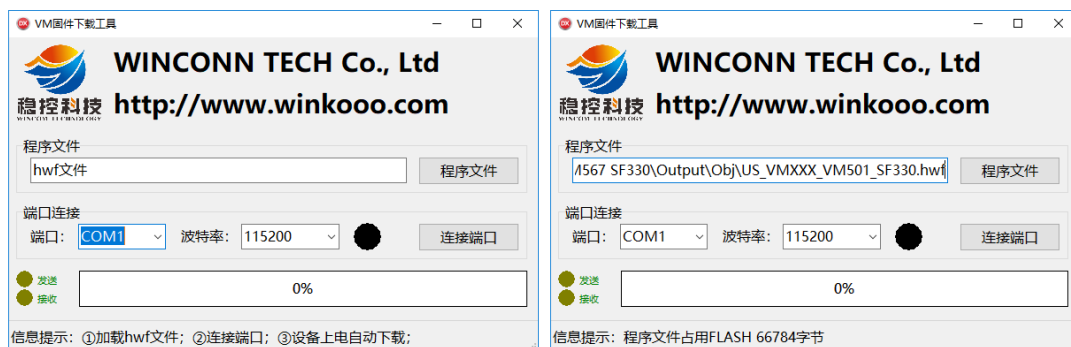 VM固件下载工具
WINCONN TECH Co., Ltd
稳控科技
WINCOM TECHNOLOGY
http://www.winkooo.com
程序文件
hwf文件
程序文件
端口连接
端口: COM1
波特率: 115200
连接端口
发送
接收
0%
信息提示: ①加载hwf文件; ②连接端口; ③设备上电自动下载;
VM固件下载工具
WINCONN TECH Co., Ltd
稳控科技
WINCOM TECHNOLOGY
http://www.winkooo.com
程序文件
M567 SF330\Output\Obj\US_VMXXX_VM501_SF330.hwf
程序文件
端口连接
端口: COM1
波特率: 115200
连接端口
发送
接收
0%
信息提示: 程序文件占用FLASH 66784字节